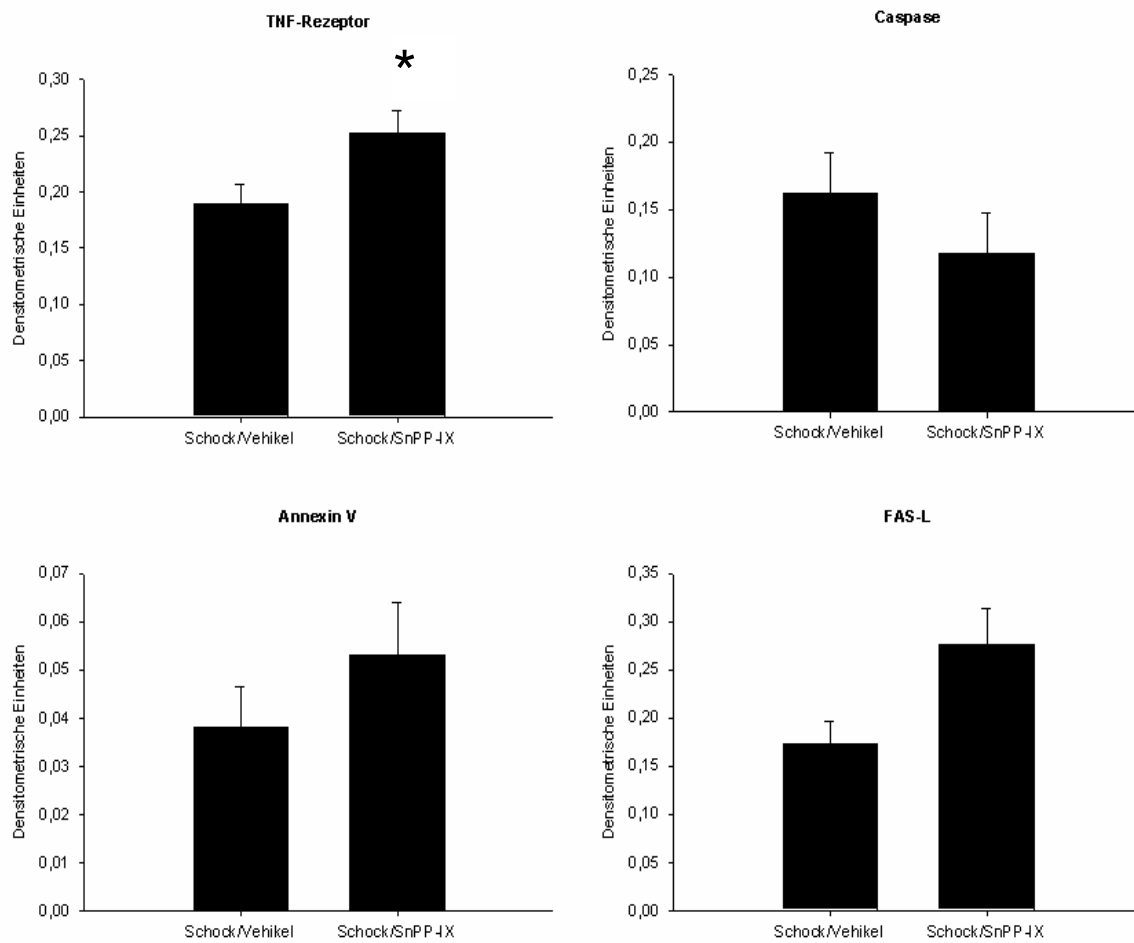 TNF-Rezeptor
*
Densitometrische Einheiten
0,30
0,25
0,20
0,15
0,10
0,05
0,00
Schock/Vehikel Schock/SnPP-IX
Caspase
Densitometrische Einheiten
0,25
0,20
0,15
0,10
0,05
0,00
Schock/Vehikel Schock/SnPP-IX
Annexin V
Densitometrische Einheiten
0,07
0,06
0,05
0,04
0,03
0,02
0,01
0,00
Schock/Vehikel Schock/SnPP-IX
FAS-L
Densitometrische Einheiten
0,35
0,30
0,25
0,20
0,15
0,10
0,05
0,00
Schock/Vehikel Schock/SnPP-IX